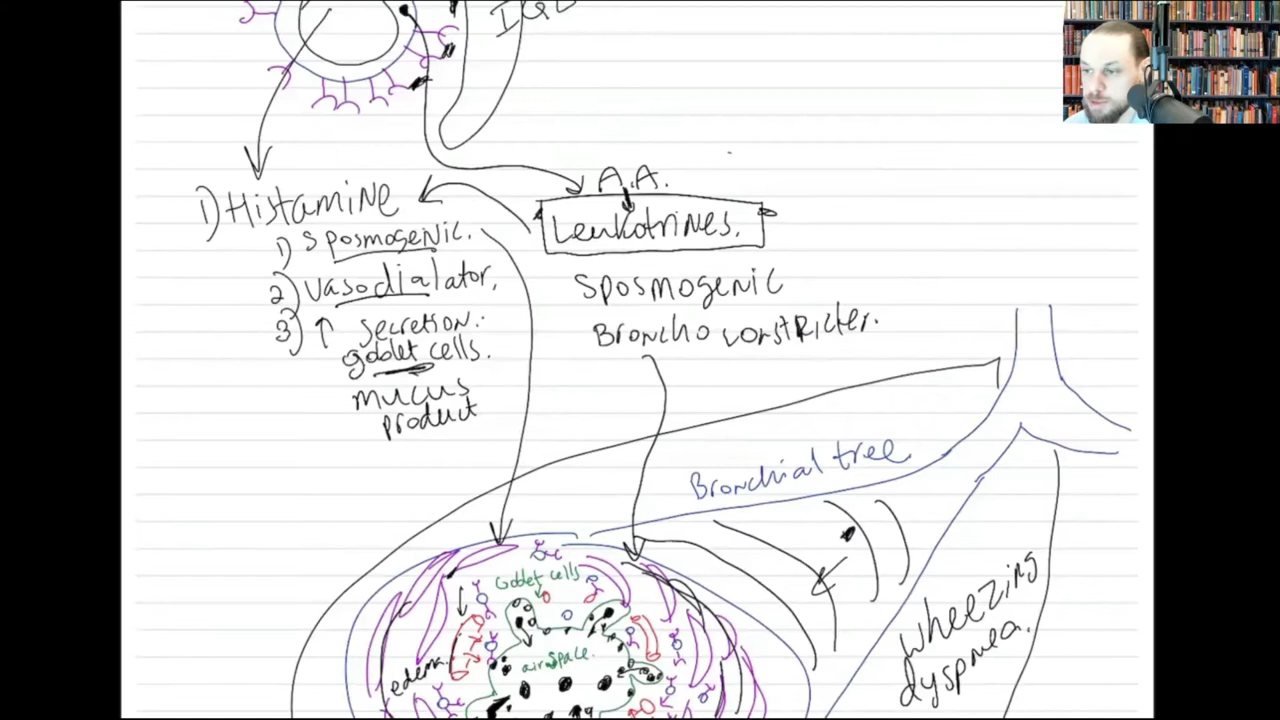 IgE
1) Histamine
1) Sposmogenic.
2) Vasodialator,
3) ↑ secretion.
goblet cells.
mucus
product
A.A.
Leukotrines.
Sposmogenic
Broncho constricter.
Bronchial tree
wheezing
dyspnea.
Goblet cells
airspace.
edema.